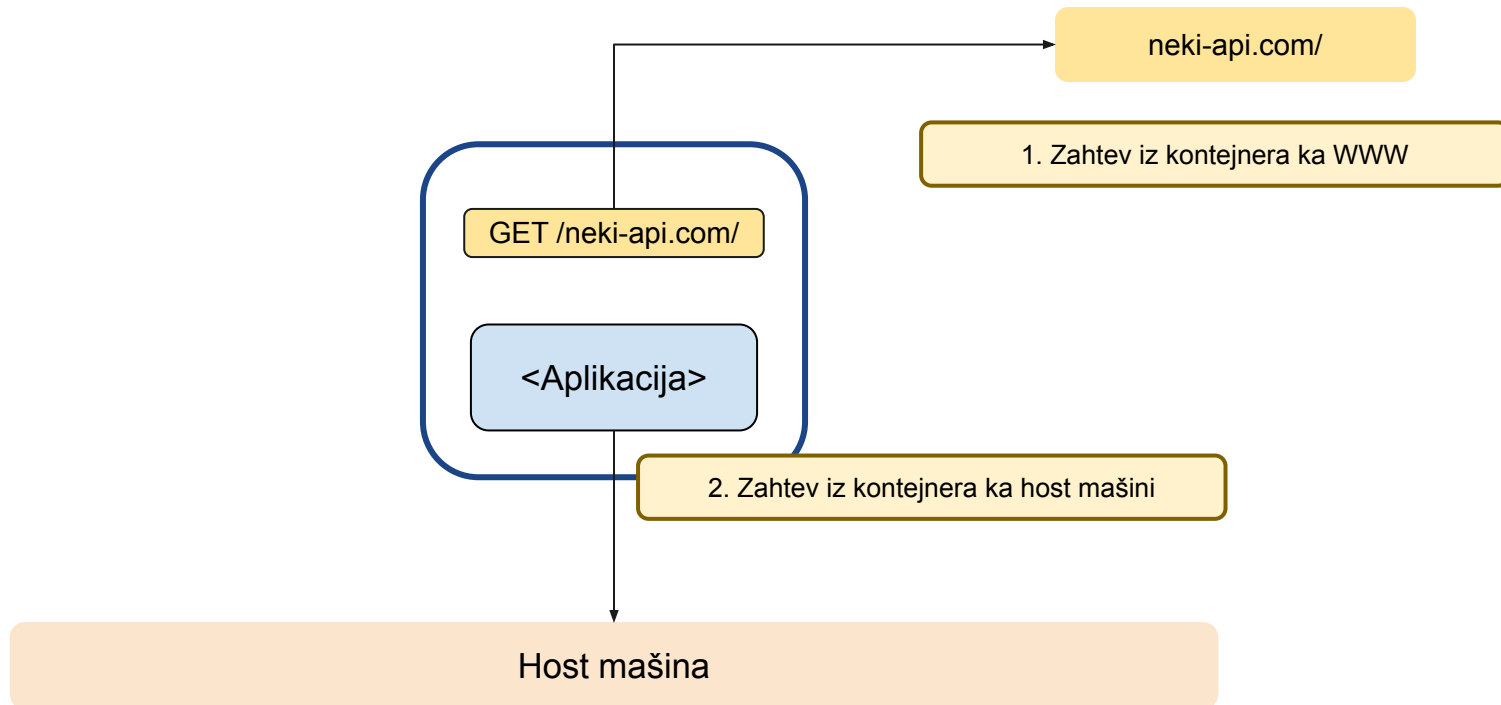 neki-api.com/
1. Zahtev iz kontejnera ka WWW
GET /neki-api.com/
<Aplikacija>
2. Zahtev iz kontejnera ka host mašini
Host mašina